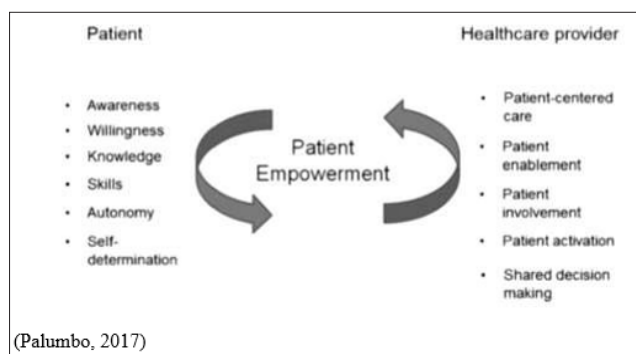 Patient
Healthcare provider
• Awareness
• Willingness
• Knowledge
• Skills
• Autonomy
• Self-
determination
Patient
Empowerment
• Patient-centered
care
• Patient
enablement
• Patient
involvement
• Patient activation
• Shared decision
making
(Palumbo, 2017)